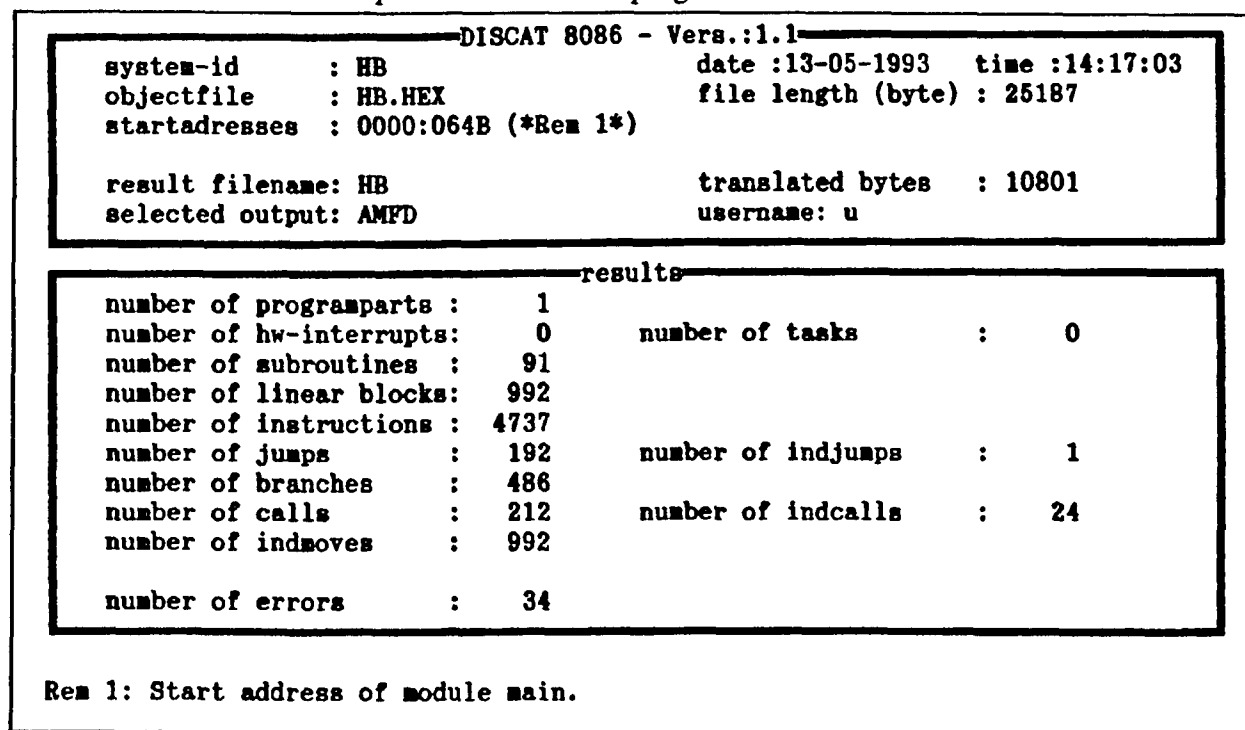 DISCAT 8086 - Vers.:1.1
system-id : HB date :13-05-1993 time :14:17:03
objectfile : HB.HEX file length (byte) : 25187
startadresses : 0000:064B (*Rem 1*)
result filename: HB translated bytes : 10801
selected output: AMFD username: u
results
number of programparts : 1
number of hw-interrupts: 0 number of tasks : 0
number of subroutines : 91
number of linear blocks: 992
number of instructions : 4737
number of jumps : 192 number of indjumps : 1
number of branches : 486
number of calls : 212 number of indcalls : 24
number of indmoves : 992
number of errors : 34
Rem 1: Start address of module main.